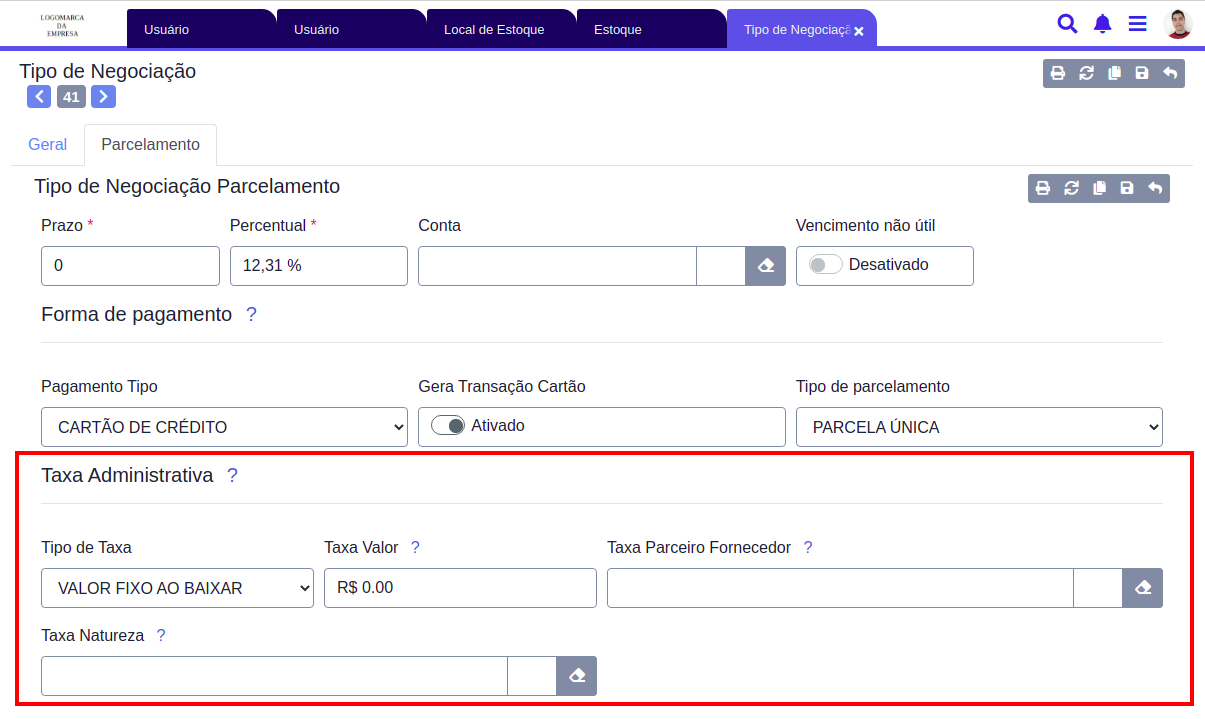 LOGOMARCA
DA
EMPRESA
Usuário Usuário Local de Estoque Estoque Tipo de Negociaçã
Tipo de Negociação
41
Geral Parcelamento
Tipo de Negociação Parcelamento
Prazo * Percentual * Conta Vencimento não útil
0 12,31 % Desativado
Forma de pagamento ?
Pagamento Tipo Gera Transação Cartão Tipo de parcelamento
CARTÃO DE CRÉDITO Ativado PARCELA ÚNICA
Taxa Administrativa ?
Tipo de Taxa Taxa Valor ? Taxa Parceiro Fornecedor ?
VALOR FIXO AO BAIXAR R$ 0.00
Taxa Natureza ?